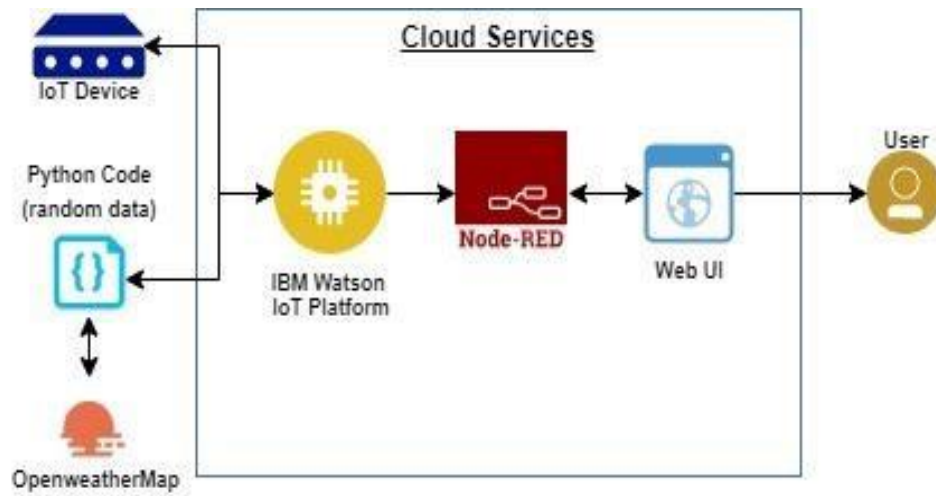 Cloud Services
IoT Device
Python Code
(random data)
{}
IBM Watson
IoT Platform
Node-RED
Web UI
User
OpenweatherMap